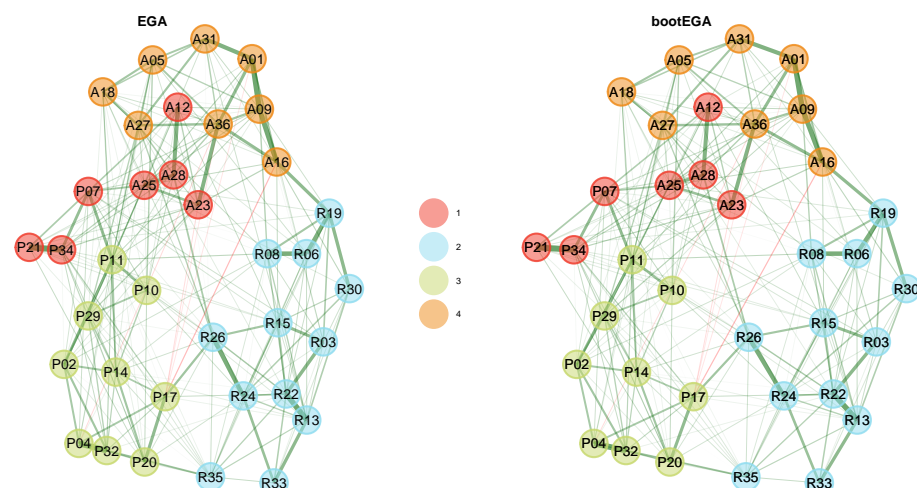 EGA
A31
A05
A01
A18
A12
A09
A27
A36
A16
A28
A25
P07
A23
R19
P21
P34
R08
R06
P11
P10
R30
P29
R15
R26
R03
P02
P14
P17
R24
R22
R13
P04
P32
P20
R35
R33
1
2
3
4
bootEGA
A31
A05
A01
A18
A12
A09
A27
A36
A16
A28
A25
P07
A23
R19
P21
P34
R08
R06
P11
P10
R30
P29
R15
R26
R03
P02
P14
P17
R24
R22
R13
P04
P32
P20
R35
R33